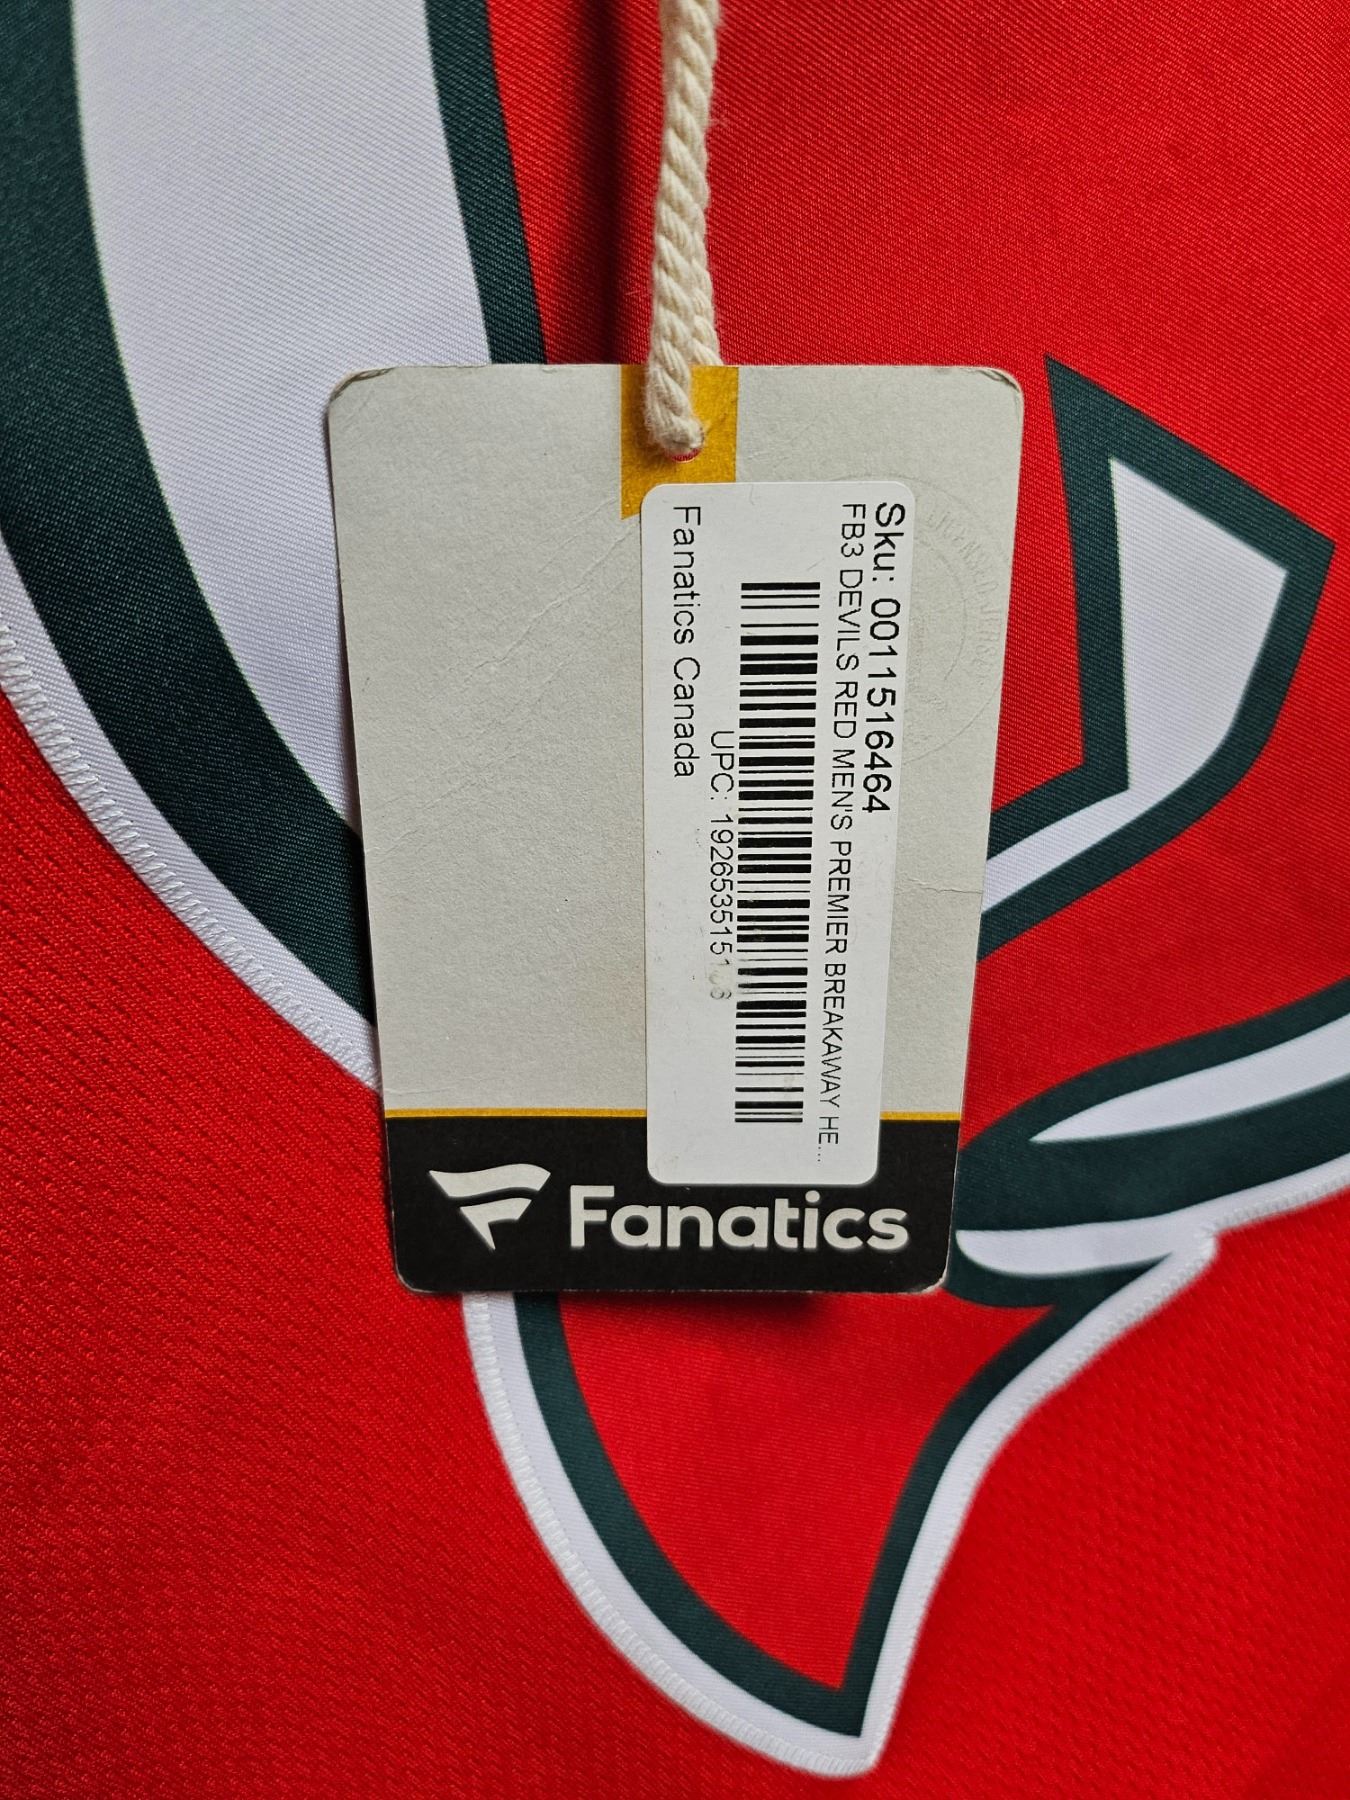 Sku: 0011516464
FB3 DEVILS RED MEN'S PREMIER BREAKAWAY HE...
UPC:
Fanatics Canada
Fanatics